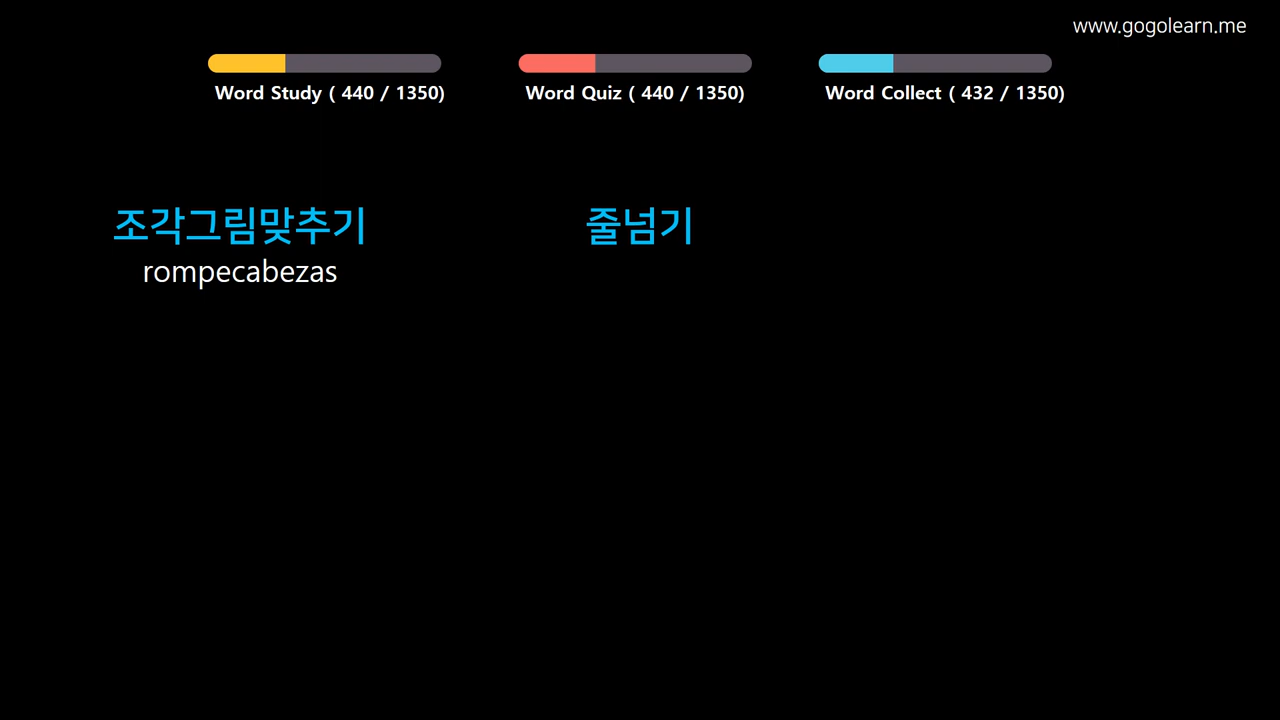 www.gogolearn.me
Word Study ( 440 / 1350)
Word Quiz ( 440 / 1350)
Word Collect ( 432 / 1350)
조각그림맞추기
rompecabezas
줄넘기